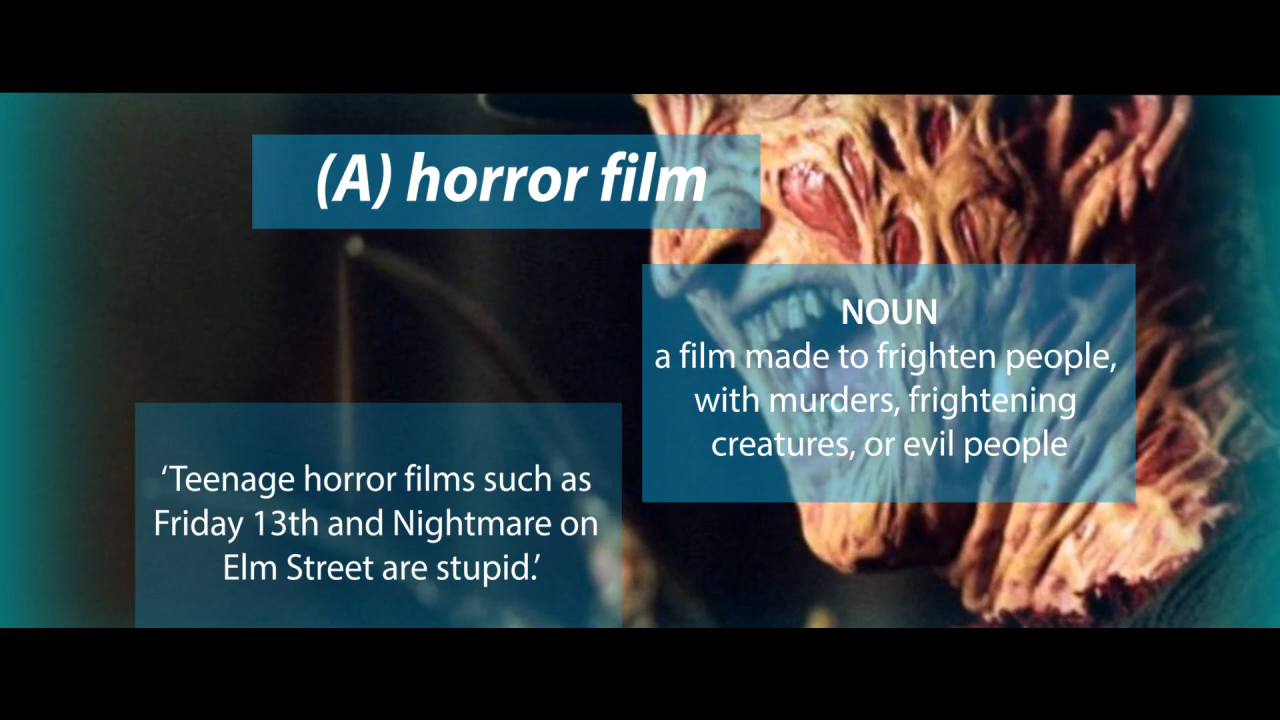 (A) horror film
NOUN
a film made to frighten people,
with murders, frightening
creatures, or evil people
‘Teenage horror films such as
Friday 13th and Nightmare on
Elm Street are stupid.’